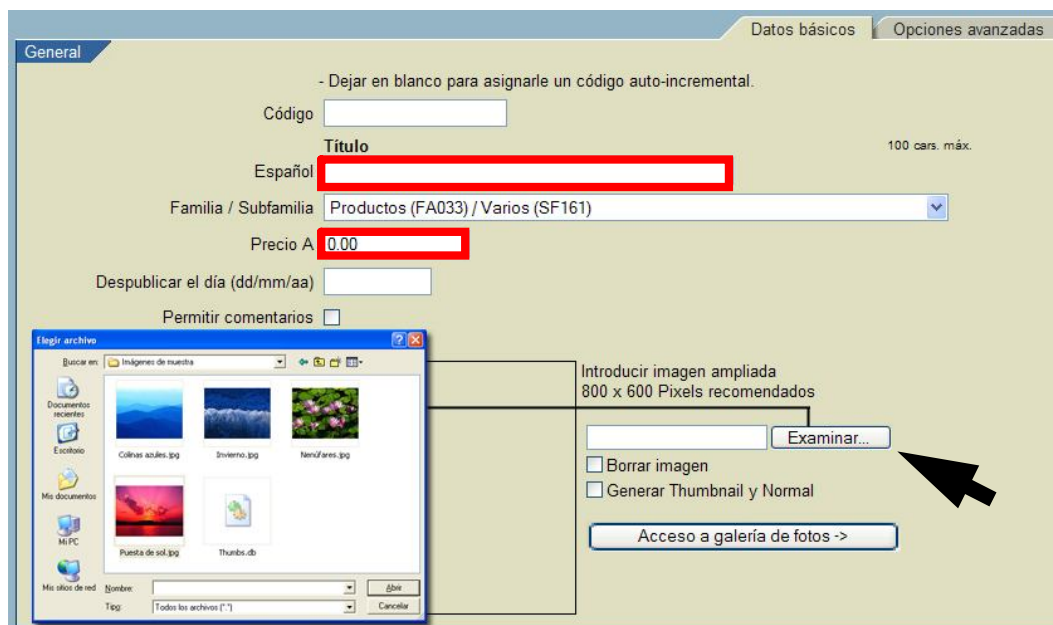 Datos básicos
Opciones avanzadas
General
- Dejar en blanco para asignarle un código auto-incremental.
Código
Título
100 cars. máx.
Español
Familia / Subfamilia
Productos (FA033) / Varios (SF161)
Precio A
0.00
Despublicar el día (dd/mm/aa)
Permitir comentarios
Elegir archivo
Buscar en:
Imágenes de muestra
Documentos
recientes
Escritorio
Mis documentos
Mi PC
Mis sitios de red
Colinas azules.jpg
Invierno.jpg
Nenúfares.jpg
Puesta de sol.jpg
Thumbs.db
Nombre:
Abrir
Tipo:
Todos los archivos (*.*)
Cancelar
Introducir imagen ampliada
800 x 600 Pixels recomendados
Examinar...
Borrar imagen
Generar Thumbnail y Normal
Acceso a galería de fotos ->